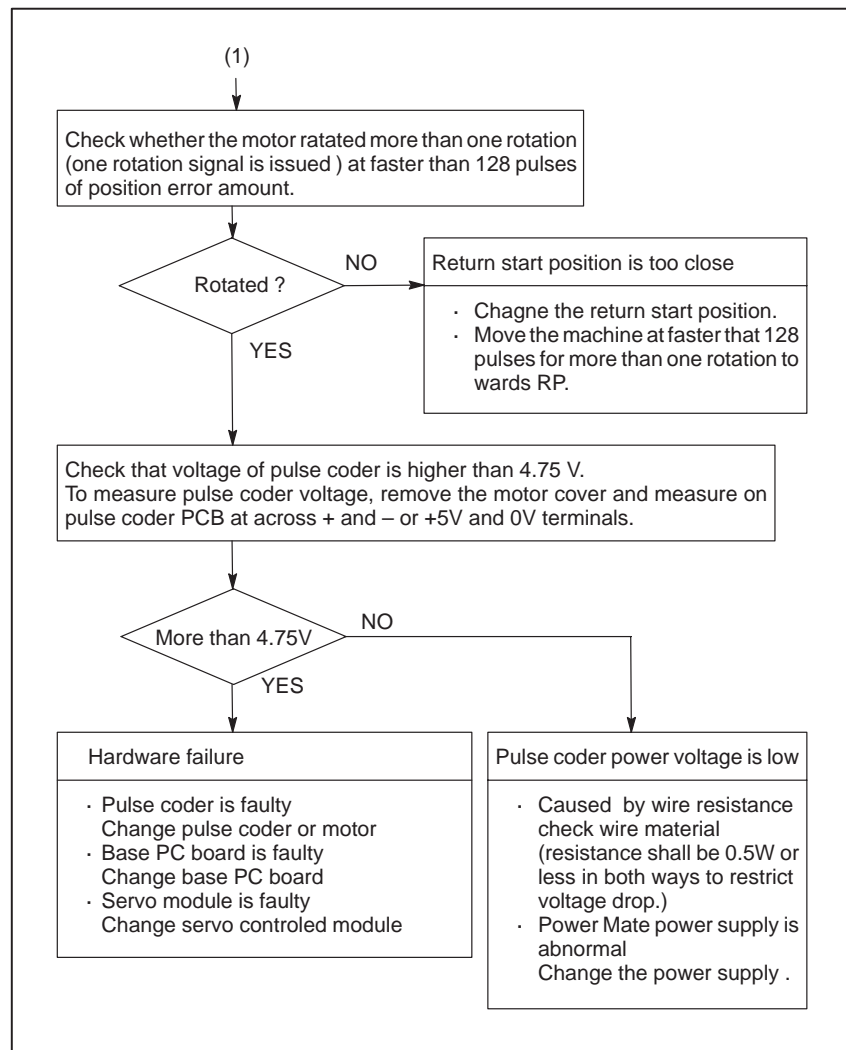 (1)
Check whether the motor ratated more than one rotation
(one rotation signal is issued ) at faster than 128 pulses
of position error amount.
Rotated ?
NO
YES
Return start position is too close
· Chagne the return start position.
· Move the machine at faster that 128
pulses for more than one rotation to
wards RP.
Check that voltage of pulse coder is higher than 4.75 V.
To measure pulse coder voltage, remove the motor cover and measure on
pulse coder PCB at across + and – or +5V and 0V terminals.
More than 4.75V
NO
YES
Hardware failure
· Pulse coder is faulty
Change pulse coder or motor
· Base PC board is faulty
Change base PC board
· Servo module is faulty
Change servo controled module
Pulse coder power voltage is low
· Caused by wire resistance
check wire material
(resistance shall be 0.5W or
less in both ways to restrict
voltage drop.)
· Power Mate power supply is
abnormal
Change the power supply .